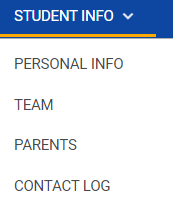 STUDENT INFO
PERSONAL INFO
TEAM
PARENTS
CONTACT LOG